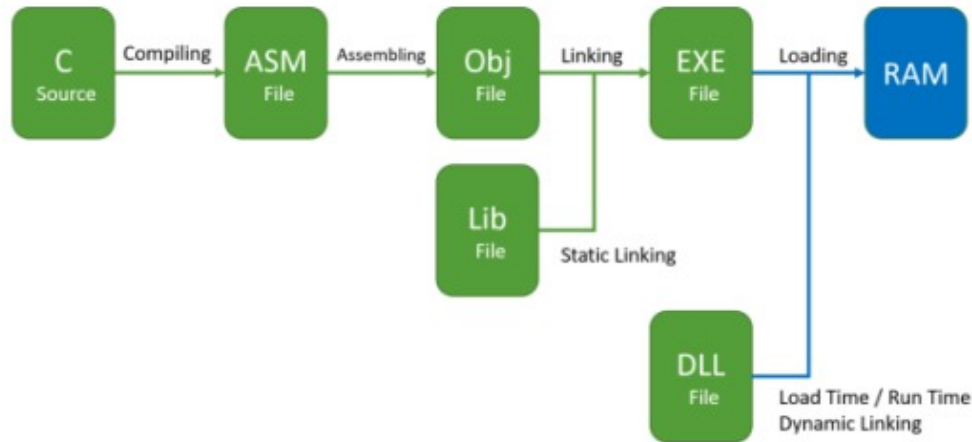 C
Source
Compiling
ASM
File
Assembling
Obj
File
Linking
EXE
File
Loading
RAM
Lib
File
Static Linking
DLL
File
Load Time / Run Time
Dynamic Linking